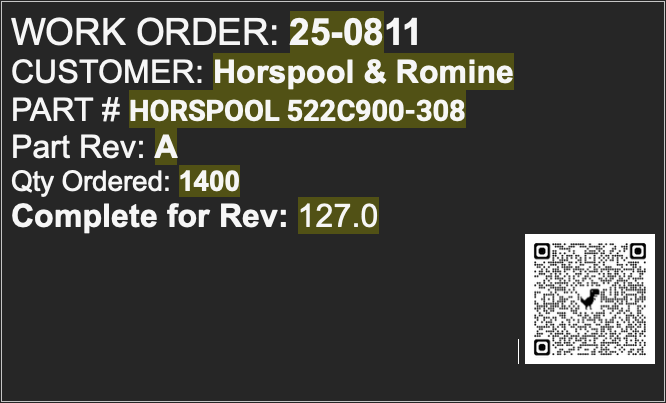 WORK ORDER: 25-0811
CUSTOMER: Horspool & Romine
PART # HORSPOOL 522C900-308
Part Rev: A
Qty Ordered: 1400
Complete for Rev: 127.0